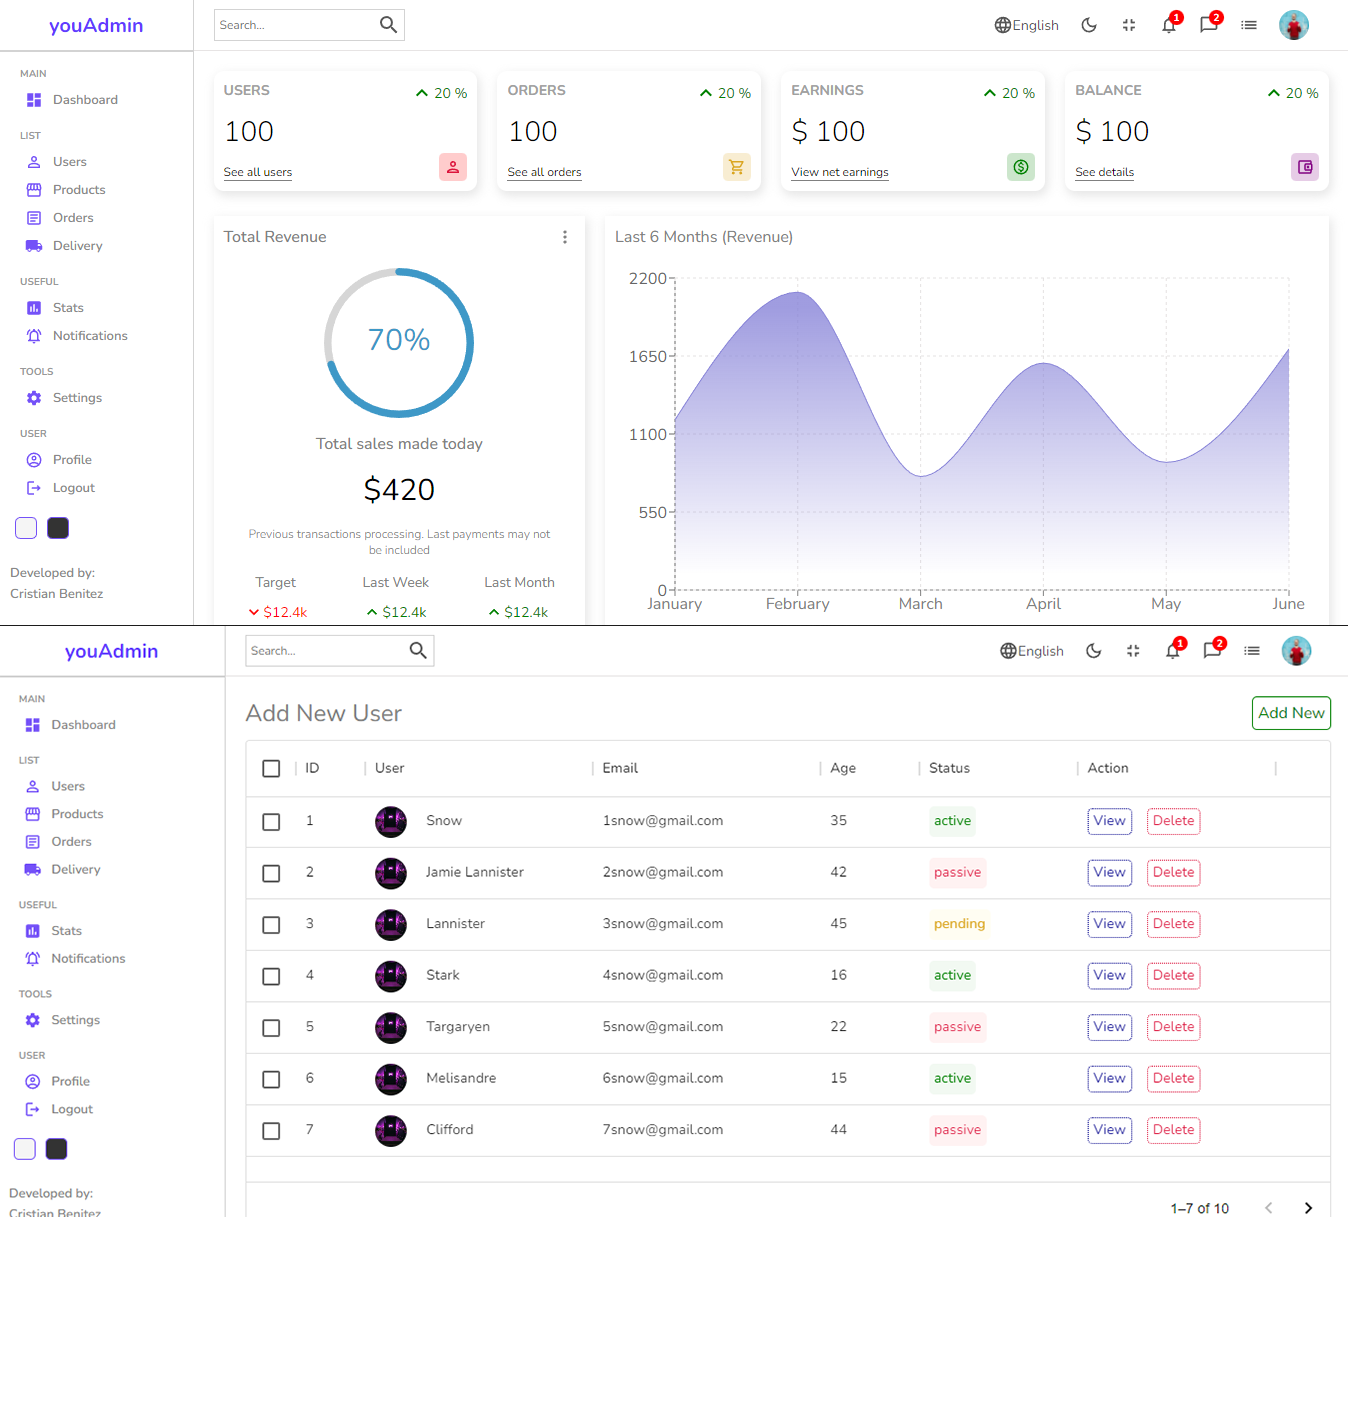 youAdmin
Search...
English
1
2
MAIN
Dashboard
LIST
Users
Products
Orders
Delivery
USEFUL
Stats
Notifications
TOOLS
Settings
USER
Profile
Logout
Developed by:
Cristian Benitez
USERS 20 %
100
See all users
ORDERS 20 %
100
See all orders
EARNINGS 20 %
$ 100
View net earnings
BALANCE 20 %
$ 100
See details
Total Revenue
70%
Total sales made today
$420
Previous transactions processing. Last payments may not
be included
Target Last Week Last Month
$12.4k $12.4k $12.4k
Last 6 Months (Revenue)
2200
1650
1100
550
0
January February March April May June
youAdmin
Search...
English
1
2
MAIN
Dashboard
LIST
Users
Products
Orders
Delivery
USEFUL
Stats
Notifications
TOOLS
Settings
USER
Profile
Logout
Developed by:
Cristian Benitez
Add New User
Add New
ID User Email Age Status Action
1 Snow 1snow@gmail.com 35 active View Delete
2 Jamie Lannister 2snow@gmail.com 42 passive View Delete
3 Lannister 3snow@gmail.com 45 pending View Delete
4 Stark 4snow@gmail.com 16 active View Delete
5 Targaryen 5snow@gmail.com 22 passive View Delete
6 Melisandre 6snow@gmail.com 15 active View Delete
7 Clifford 7snow@gmail.com 44 passive View Delete
1–7 of 10